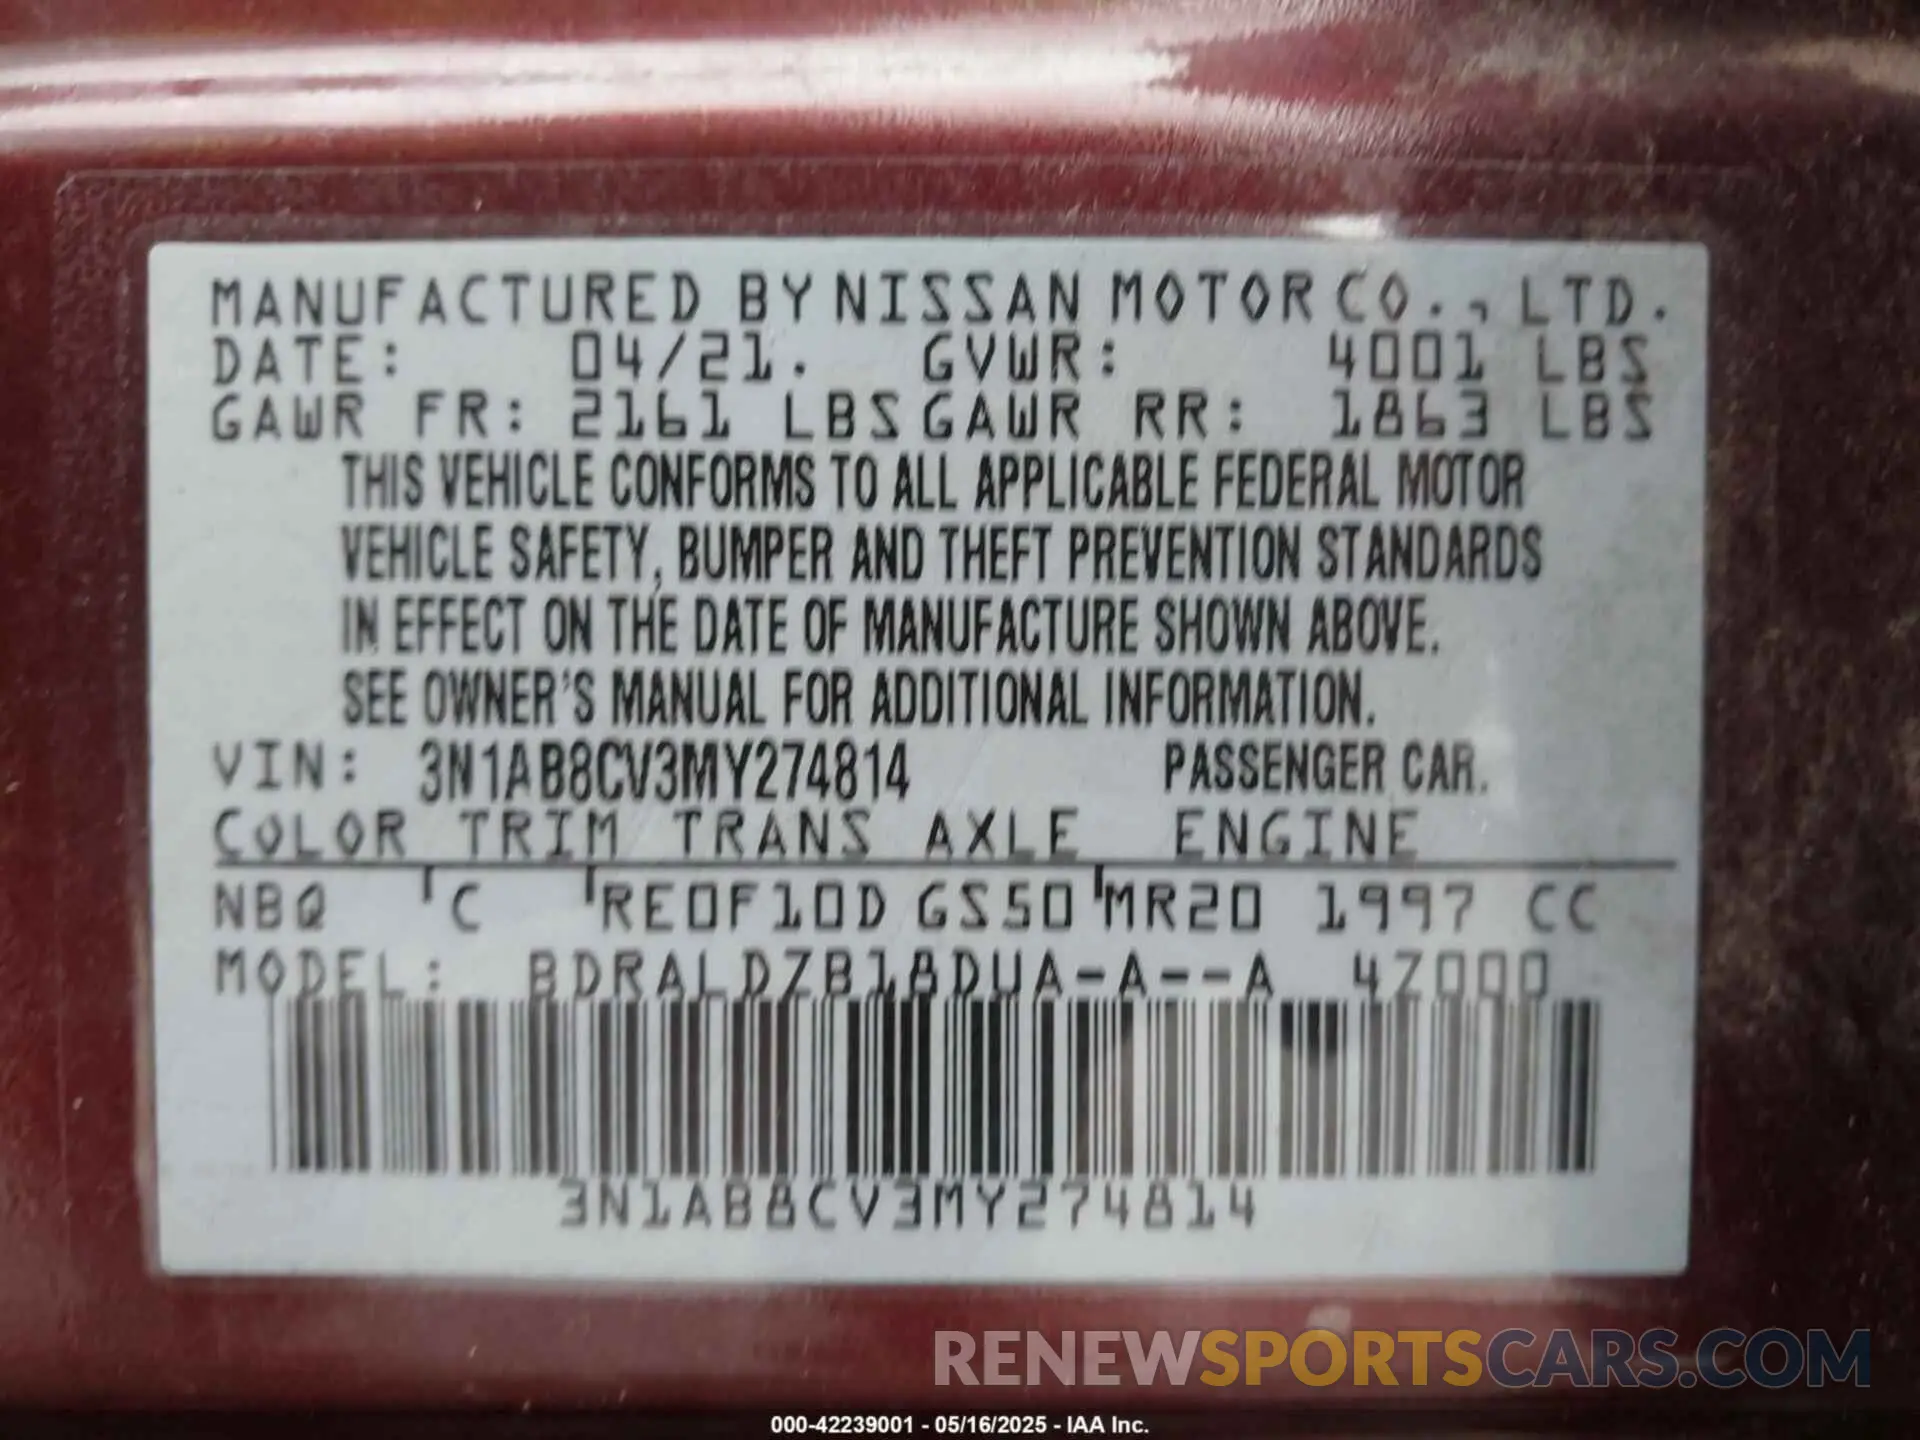 MANUFACTURED BY NISSAN MOTOR CO., LTD.
DATE: 04/21. GVWR: 4001 LBS
GAWR FR: 2161 LBS GAWR RR: 1863 LBS
THIS VEHICLE CONFORMS TO ALL APPLICABLE FEDERAL MOTOR
VEHICLE SAFETY, BUMPER AND THEFT PREVENTION STANDARDS
IN EFFECT ON THE DATE OF MANUFACTURE SHOWN ABOVE.
SEE OWNER'S MANUAL FOR ADDITIONAL INFORMATION.
VIN: 3N1AB8CV3MY274814 PASSENGER CAR.
COLOR TRIM TRANS AXLE ENGINE
NBQ C RE0F10D GS50 MR20 1997 CC
MODEL: BDRALDZB18DUA-A--A 4Z000
3N1AB8CV3MY274814
RENEWSPORTSCARS.COM
000-42239001 - 05/16/2025 - IAA Inc.